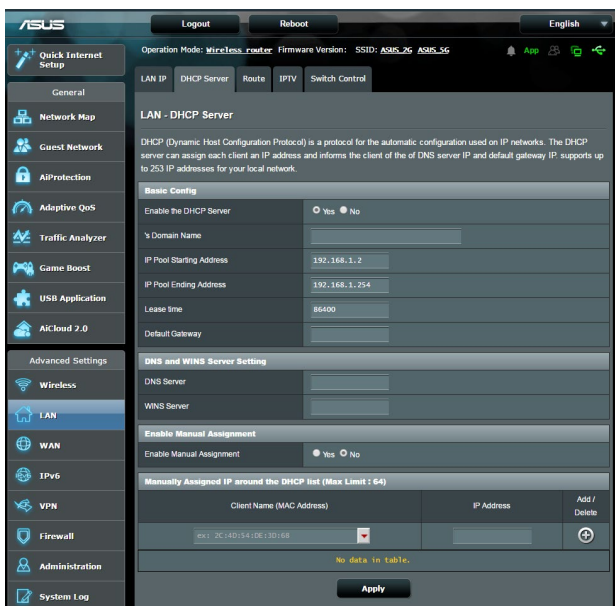 ASUS
Logout
Reboot
English
Quick Internet
Setup
Operation Mode: Wireless router Firmware Version: SSID: ASUS_2G ASUS_5G
App
LAN IP DHCP Server Route IPTV Switch Control
General
Network Map
Guest Network
AiProtection
Adaptive QoS
Traffic Analyzer
Game Boost
USB Application
AiCloud 2.0
Advanced Settings
Wireless
LAN
WAN
IPv6
VPN
Firewall
Administration
System Log
LAN - DHCP Server
DHCP (Dynamic Host Configuration Protocol) is a protocol for the automatic configuration used on IP networks. The DHCP
server can assign each client an IP address and informs the client of the of DNS server IP and default gateway IP. supports up
to 253 IP addresses for your local network.
Basic Config
Enable the DHCP Server Yes No
's Domain Name
IP Pool Starting Address 192.168.1.2
IP Pool Ending Address 192.168.1.254
Lease time 86400
Default Gateway
DNS and WINS Server Setting
DNS Server
WINS Server
Enable Manual Assignment
Enable Manual Assignment Yes No
Manually Assigned IP around the DHCP list (Max Limit : 64)
Client Name (MAC Address) IP Address Add /
Delete
ex: 2C:4D:54:DE:3D:68
No data in table.
Apply